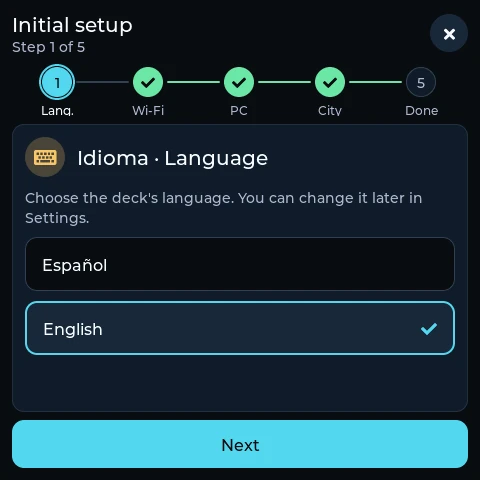 Initial setup
Step 1 of 5
1
5
Lang.
Wi-Fi
PC
City
Done
Idioma · Language
Choose the deck's language. You can change it later in
Settings.
Español
English
Next